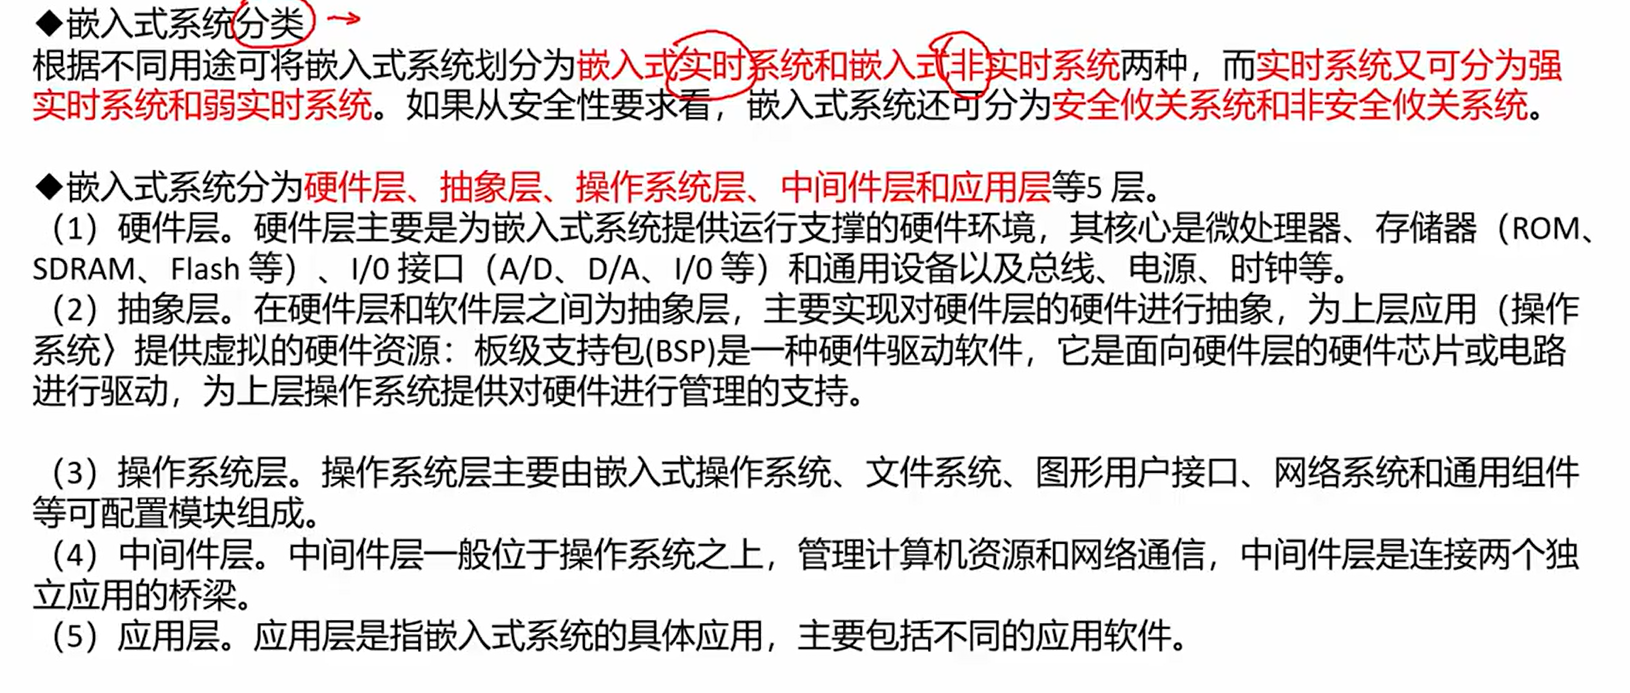 ◆嵌入式系统分类
根据不同用途可将嵌入式系统划分为嵌入式实时系统和嵌入式非实时系统两种，而实时系统又可分为强
实时系统和弱实时系统。如果从安全性要求看，嵌入式系统还可分为安全攸关系统和非安全攸关系统。
◆嵌入式系统分为硬件层、抽象层、操作系统层、中间件层和应用层等5 层。
（1）硬件层。硬件层主要是为嵌入式系统提供运行支撑的硬件环境，其核心是微处理器、存储器（ROM、
SDRAM、Flash 等）、I/0 接口（A/D、D/A、I/0 等）和通用设备以及总线、电源、时钟等。
（2）抽象层。在硬件层和软件层之间为抽象层，主要实现对硬件层的硬件进行抽象，为上层应用（操作
系统〉提供虚拟的硬件资源：板级支持包(BSP)是一种硬件驱动软件，它是面向硬件层的硬件芯片或电路
进行驱动，为上层操作系统提供对硬件进行管理的支持。
（3）操作系统层。操作系统层主要由嵌入式操作系统、文件系统、图形用户接口、网络系统和通用组件
等可配置模块组成。
（4）中间件层。中间件层一般位于操作系统之上，管理计算机资源和网络通信，中间件层是连接两个独
立应用的桥梁。
（5）应用层。应用层是指嵌入式系统的具体应用，主要包括不同的应用软件。